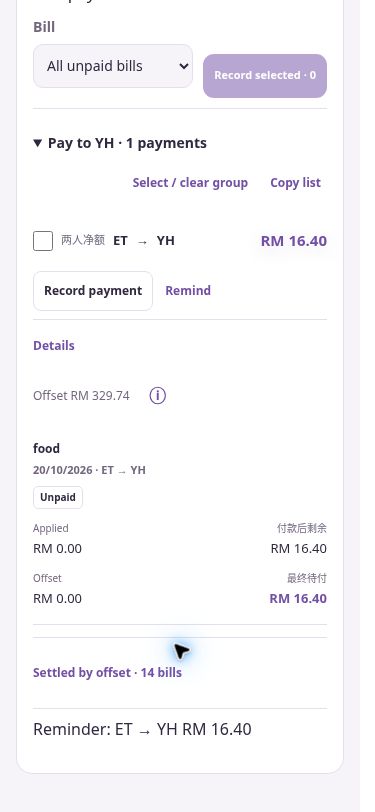 Bill
All unpaid bills
Record selected · 0
▼ Pay to YH · 1 payments
Select / clear group Copy list
两人净额 ET → YH RM 16.40
Record payment Remind
Details
Offset RM 329.74 i
food
20/10/2026 · ET → YH
Unpaid
Applied 付款后剩余
RM 0.00 RM 16.40
Offset 最终待付
RM 0.00 RM 16.40
Settled by offset · 14 bills
Reminder: ET → YH RM 16.40